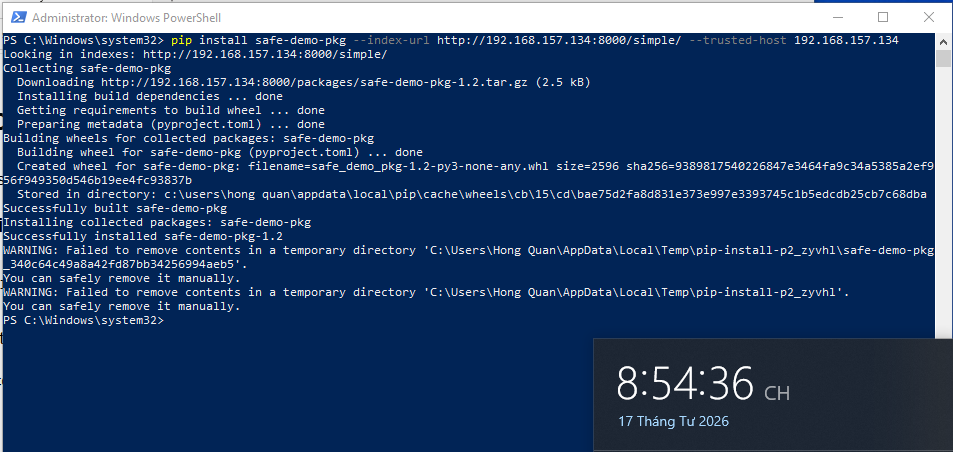 Administrator: Windows PowerShell
PS C:\Windows\system32> pip install safe-demo-pkg --index-url http://192.168.157.134:8000/simple/ --trusted-host 192.168.157.134
Looking in indexes: http://192.168.157.134:8000/simple/
Collecting safe-demo-pkg
  Downloading http://192.168.157.134:8000/packages/safe-demo-pkg-1.2.tar.gz (2.5 kB)
  Installing build dependencies ... done
  Getting requirements to build wheel ... done
  Preparing metadata (pyproject.toml) ... done
Building wheels for collected packages: safe-demo-pkg
  Building wheel for safe-demo-pkg (pyproject.toml) ... done
  Created wheel for safe-demo-pkg: filename=safe_demo_pkg-1.2-py3-none-any.whl size=2596 sha256=9389817540226847e3464fa9c34a5385a2ef9
56f949350d546b19ee4fc93837b
  Stored in directory: c:\users\hong quan\appdata\local\pip\cache\wheels\cb\15\cd\bae75d2fa8d831e373e997e3393745c1b5edcdb25cb7c68dba
Successfully built safe-demo-pkg
Installing collected packages: safe-demo-pkg
Successfully installed safe-demo-pkg-1.2
WARNING: Failed to remove contents in a temporary directory 'C:\Users\Hong Quan\AppData\Local\Temp\pip-install-p2_zyvhl\safe-demo-pkg
_340c64c49a8a42fd87bb34256994aeb5'.
You can safely remove it manually.
WARNING: Failed to remove contents in a temporary directory 'C:\Users\Hong Quan\AppData\Local\Temp\pip-install-p2_zyvhl'.
You can safely remove it manually.
PS C:\Windows\system32>
8:54:36 CH
17 Tháng Tư 2026